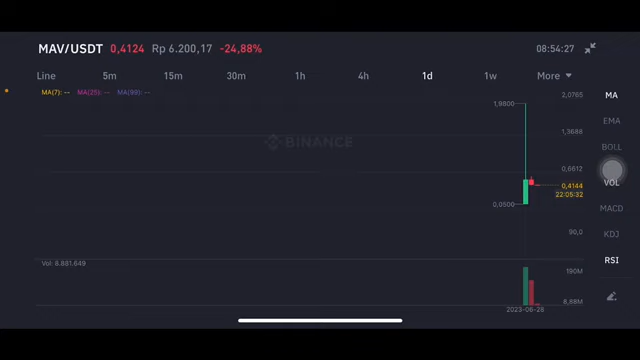 MAV/USDT 0,4124 Rp 6.200,17 -24,88% 08:54:27
Line 5m 15m 30m 1h 4h 1d 1w More
MA(7): -- MA(25): -- MA(99): --
2,0765
MA
1,9800
1,3688
EMA
BINANCE
BOLL
0,6612
VOL
0,4144
22:05:32
0,0500
MACD
90,0
KDJ
Vol: 8.881,649
RSI
190M
8,88M
2023-06-28